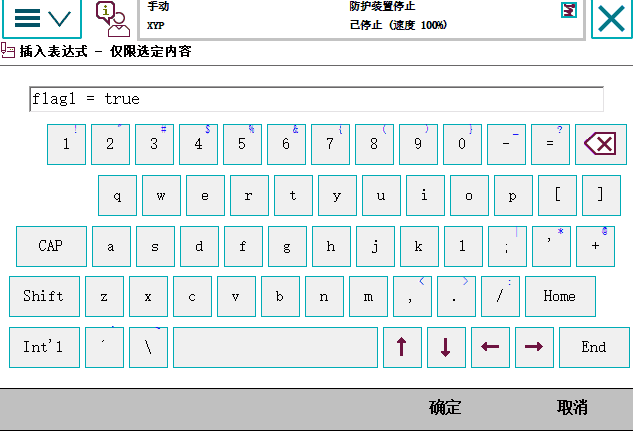 手动 防护装置停止
XYP 已停止 (速度 100%)
插入表达式 - 仅限选定内容
flag1 = true
! " # $ % & { ( ) } _ ?
1 2 3 4 5 6 7 8 9 0 - =
q w e r t y u i o p [ ]
| * @
CAP a s d f g h j k l ; ' +
< > :
Shift z x c v b n m , . / Home
^ ~
Int'l ´ \ ↑ ↓ ← → End
确定 取消